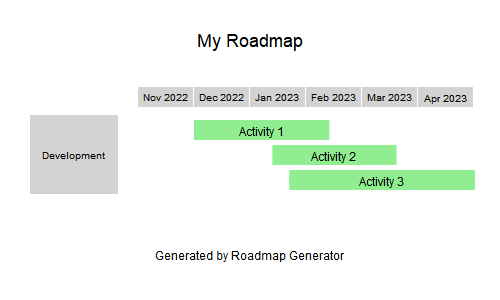 My Roadmap
Nov 2022 Dec 2022 Jan 2023 Feb 2023 Mar 2023 Apr 2023
Development
Activity 1
Activity 2
Activity 3
Generated by Roadmap Generator